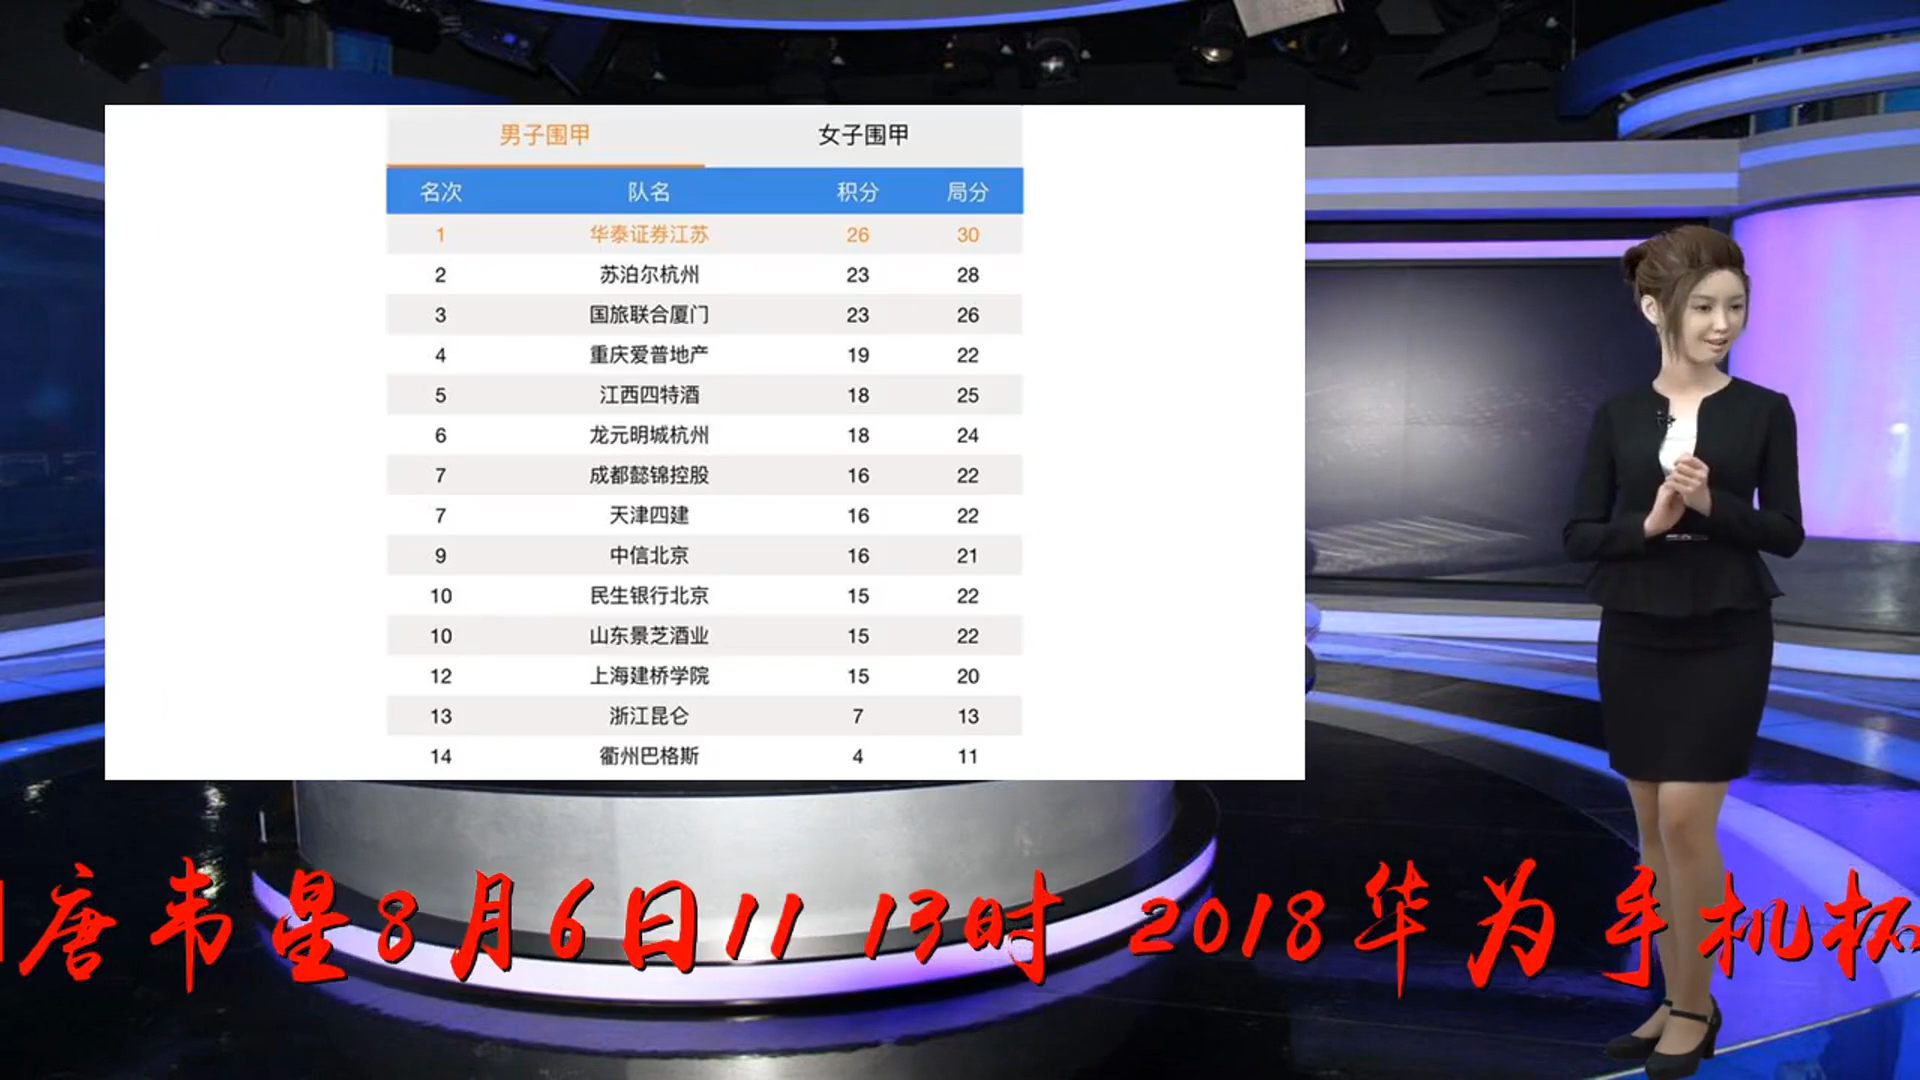 男子围甲 女子围甲
名次 队名 积分 局分
1 华泰证券江苏 26 30
2 苏泊尔杭州 23 28
3 国旅联合厦门 23 26
4 重庆爱普地产 19 22
5 江西四特酒 18 25
6 龙元明城杭州 18 24
7 成都懿锦控股 16 22
7 天津四建 16 22
9 中信北京 16 21
10 民生银行北京 15 22
10 山东景芝酒业 15 22
12 上海建桥学院 15 20
13 浙江昆仑 7 13
14 衢州巴格斯 4 11
唐韦星8月6日11 13时 2018华为手机杯